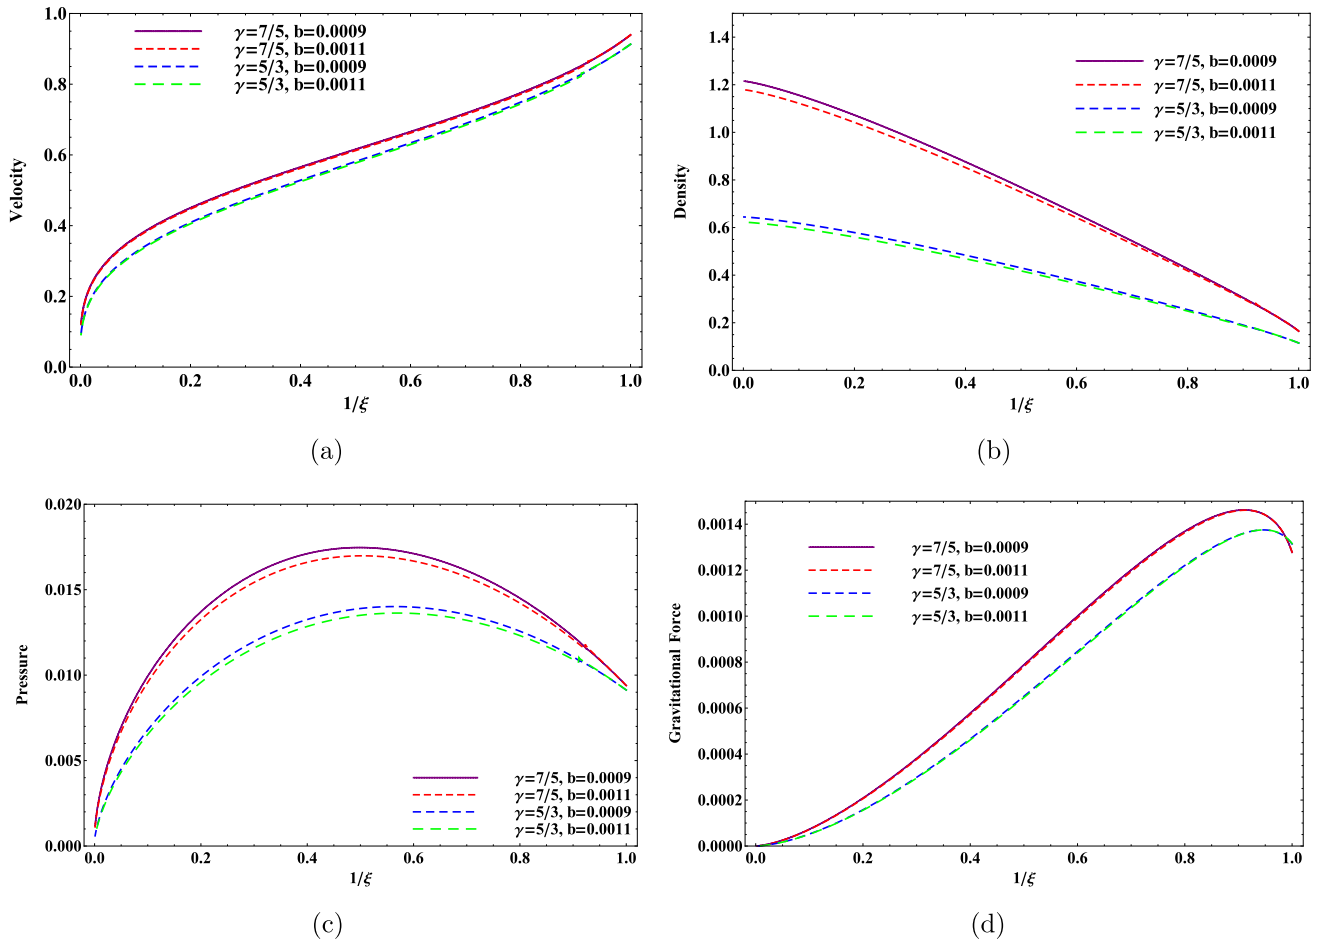 1.0
0.8
0.6
0.4
0.2
0.0
Velocity
γ=7/5, b=0.0009
γ=7/5, b=0.0011
γ=5/3, b=0.0009
γ=5/3, b=0.0011
0.0 0.2 0.4 0.6 0.8 1.0
1/ξ
(a)
1.4
1.2
1.0
0.8
0.6
0.4
0.2
0.0
Density
γ=7/5, b=0.0009
γ=7/5, b=0.0011
γ=5/3, b=0.0009
γ=5/3, b=0.0011
0.0 0.2 0.4 0.6 0.8 1.0
1/ξ
(b)
0.020
0.015
0.010
0.005
0.000
Pressure
γ=7/5, b=0.0009
γ=7/5, b=0.0011
γ=5/3, b=0.0009
γ=5/3, b=0.0011
0.0 0.2 0.4 0.6 0.8 1.0
1/ξ
(c)
0.0014
0.0012
0.0010
0.0008
0.0006
0.0004
0.0002
0.0000
Gravitational Force
γ=7/5, b=0.0009
γ=7/5, b=0.0011
γ=5/3, b=0.0009
γ=5/3, b=0.0011
0.0 0.2 0.4 0.6 0.8 1.0
1/ξ
(d)